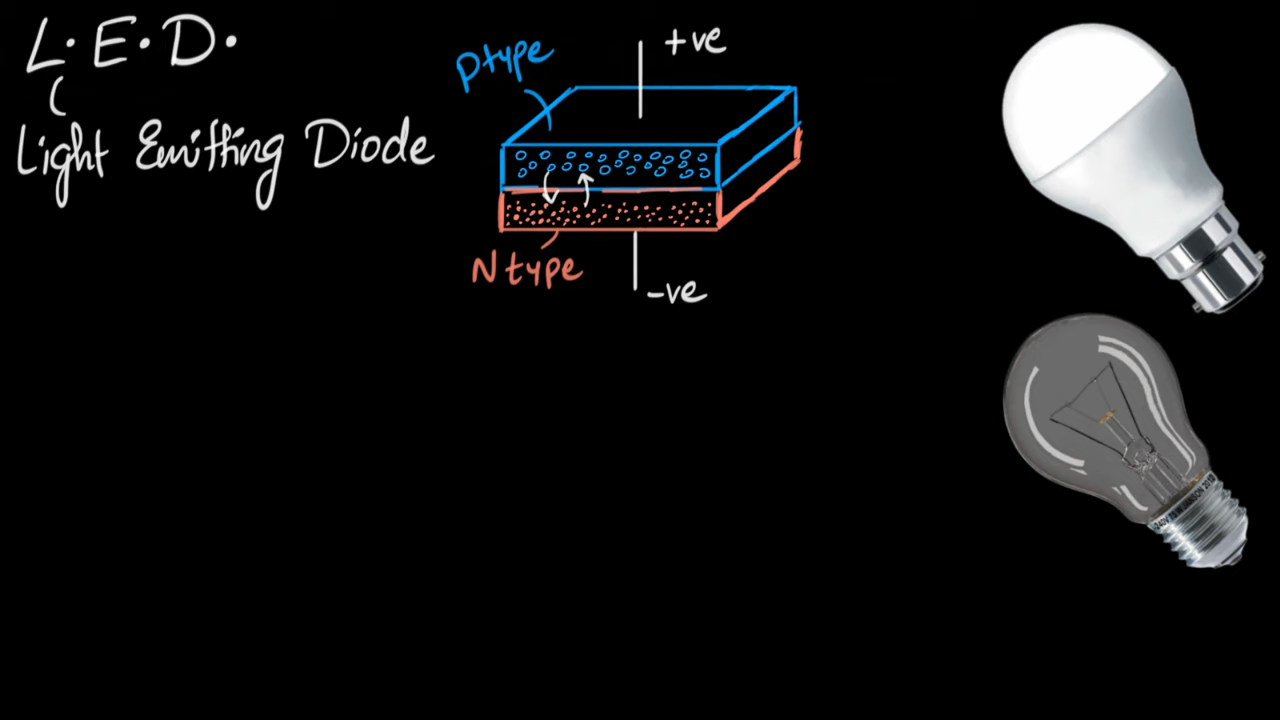 L.E.D.
Light Emitting Diode
Ptype
+ve
N type
-ve